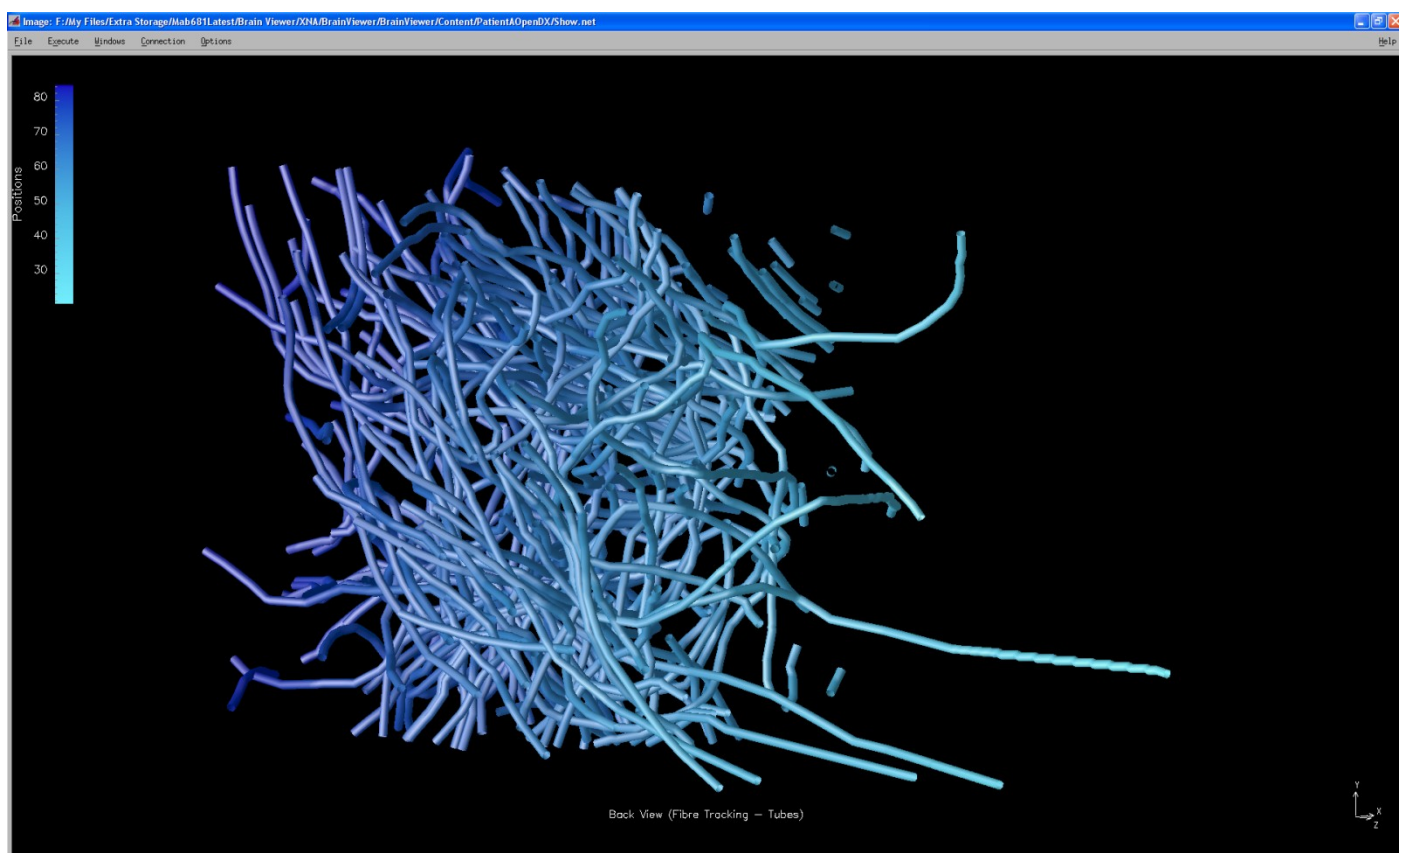 Image: F:/My Files/Extra Storage/Mab681Latest/Brain Viewer/XNA/BrainViewer/BrainViewer/Content/PatientAOpenDX/Show.net
File Execute Windows Connection Options Help
80
70
60
50
40
30
Positions
Back View (Fibre Tracking – Tubes)
Y
X
Z